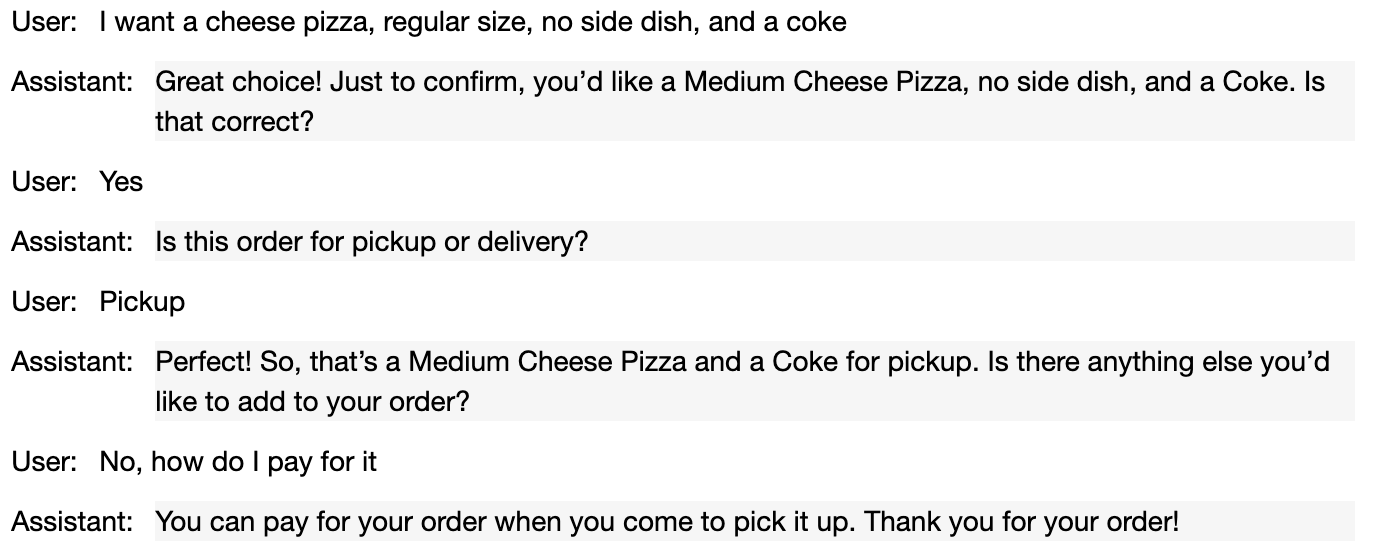 User: I want a cheese pizza, regular size, no side dish, and a coke
Assistant: Great choice! Just to confirm, you’d like a Medium Cheese Pizza, no side dish, and a Coke. Is
that correct?
User: Yes
Assistant: Is this order for pickup or delivery?
User: Pickup
Assistant: Perfect! So, that’s a Medium Cheese Pizza and a Coke for pickup. Is there anything else you’d
like to add to your order?
User: No, how do I pay for it
Assistant: You can pay for your order when you come to pick it up. Thank you for your order!